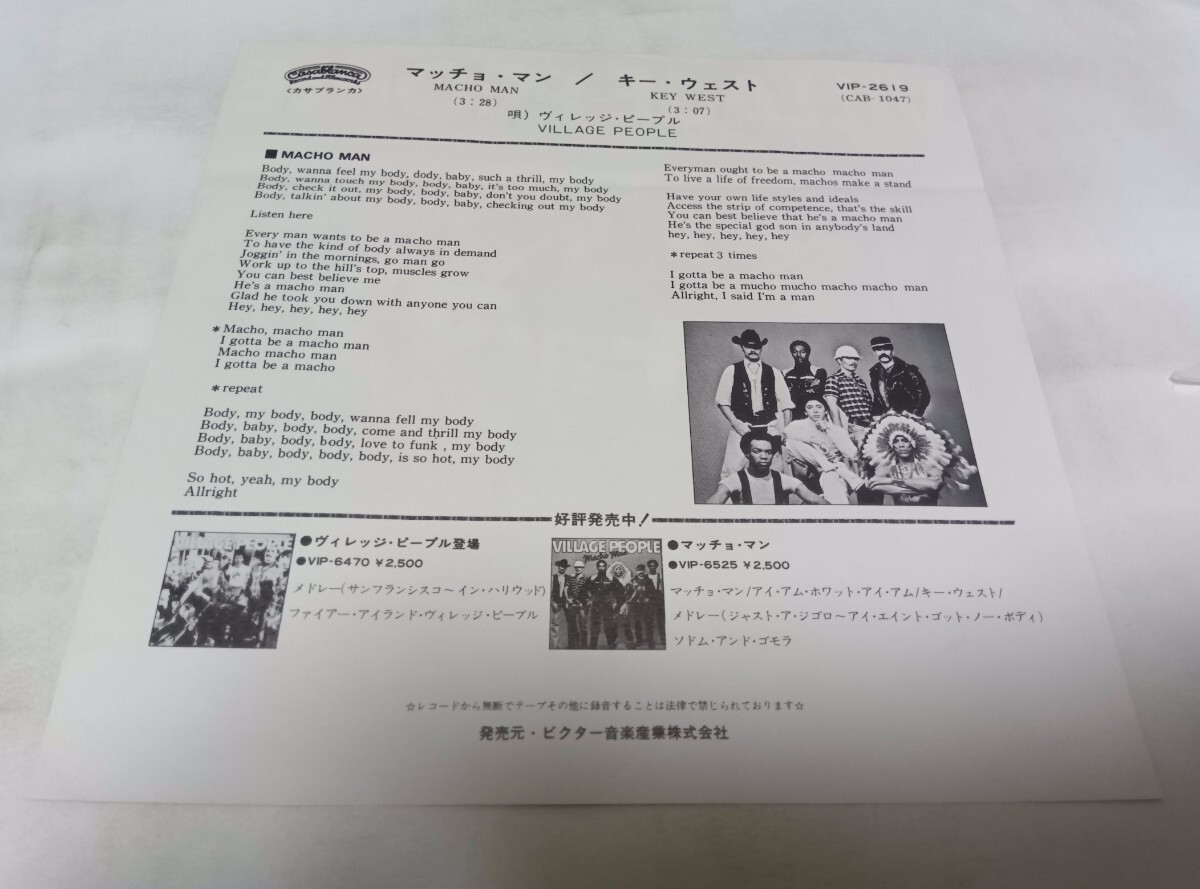 Casablanca
Record and FilmWorks
〈カサブランカ〉
マッチョ・マン / キー・ウェスト
MACHO MAN
KEY WEST
(3:28)
(3:07)
唄) ヴィレッジ・ピープル
VILLAGE PEOPLE
VIP-2619
(CAB-1047)
■ MACHO MAN
Body, wanna feel my body, dody, baby, such a thrill, my body
Body, wanna touch my body, body, baby, it's too much, my body
Body, check it out, my body, body, baby, don't you doubt, my body
Body, talkin' about my body, body, baby, checking out my body
Listen here
Every man wants to be a macho man
To have the kind of body always in demand
Joggin' in the mornings, go man go
Work up to the hill's top, muscles grow
You can best believe me
He's a macho man
Glad he took you down with anyone you can
Hey, hey, hey, hey, hey
＊Macho, macho man
I gotta be a macho man
Macho macho man
I gotta be a macho
＊repeat
Body, my body, body, wanna fell my body
Body, baby, body, body, come and thrill my body
Body, baby, body, body, love to funk, my body
Body, baby, body, body, body, is so hot, my body
So hot, yeah, my body
Allright
Everyman ought to be a macho macho man
To live a life of freedom, machos make a stand
Have your own life styles and ideals
Access the strip of competence, that's the skill
You can best believe that he's a macho man
He's the special god son in anybody's land
hey, hey, hey, hey, hey
＊repeat 3 times
I gotta be a macho man
I gotta be a mucho mucho macho macho man
Allright, I said I'm a man
好評発売中!
VILLAGE PEOPLE
●ヴィレッジ・ピープル登場
●VIP-6470 ¥2,500
メドレー(サンフランシスコ～イン・ハリウッド)
ファイアー・アイランド・ヴィレッジ・ピープル
VILLAGE PEOPLE
Macho Man
●マッチョ・マン
●VIP-6525 ¥2,500
マッチョ・マン/アイ・アム・ホワット・アイ・アム/キー・ウェスト/
メドレー(ジャスト・ア・ジゴロ～アイ・エイント・ゴット・ノー・ボディ)
ソドム・アンド・ゴモラ
☆レコードから無断でテープその他に録音することは法律で禁じられております☆
発売元・ビクター音楽産業株式会社